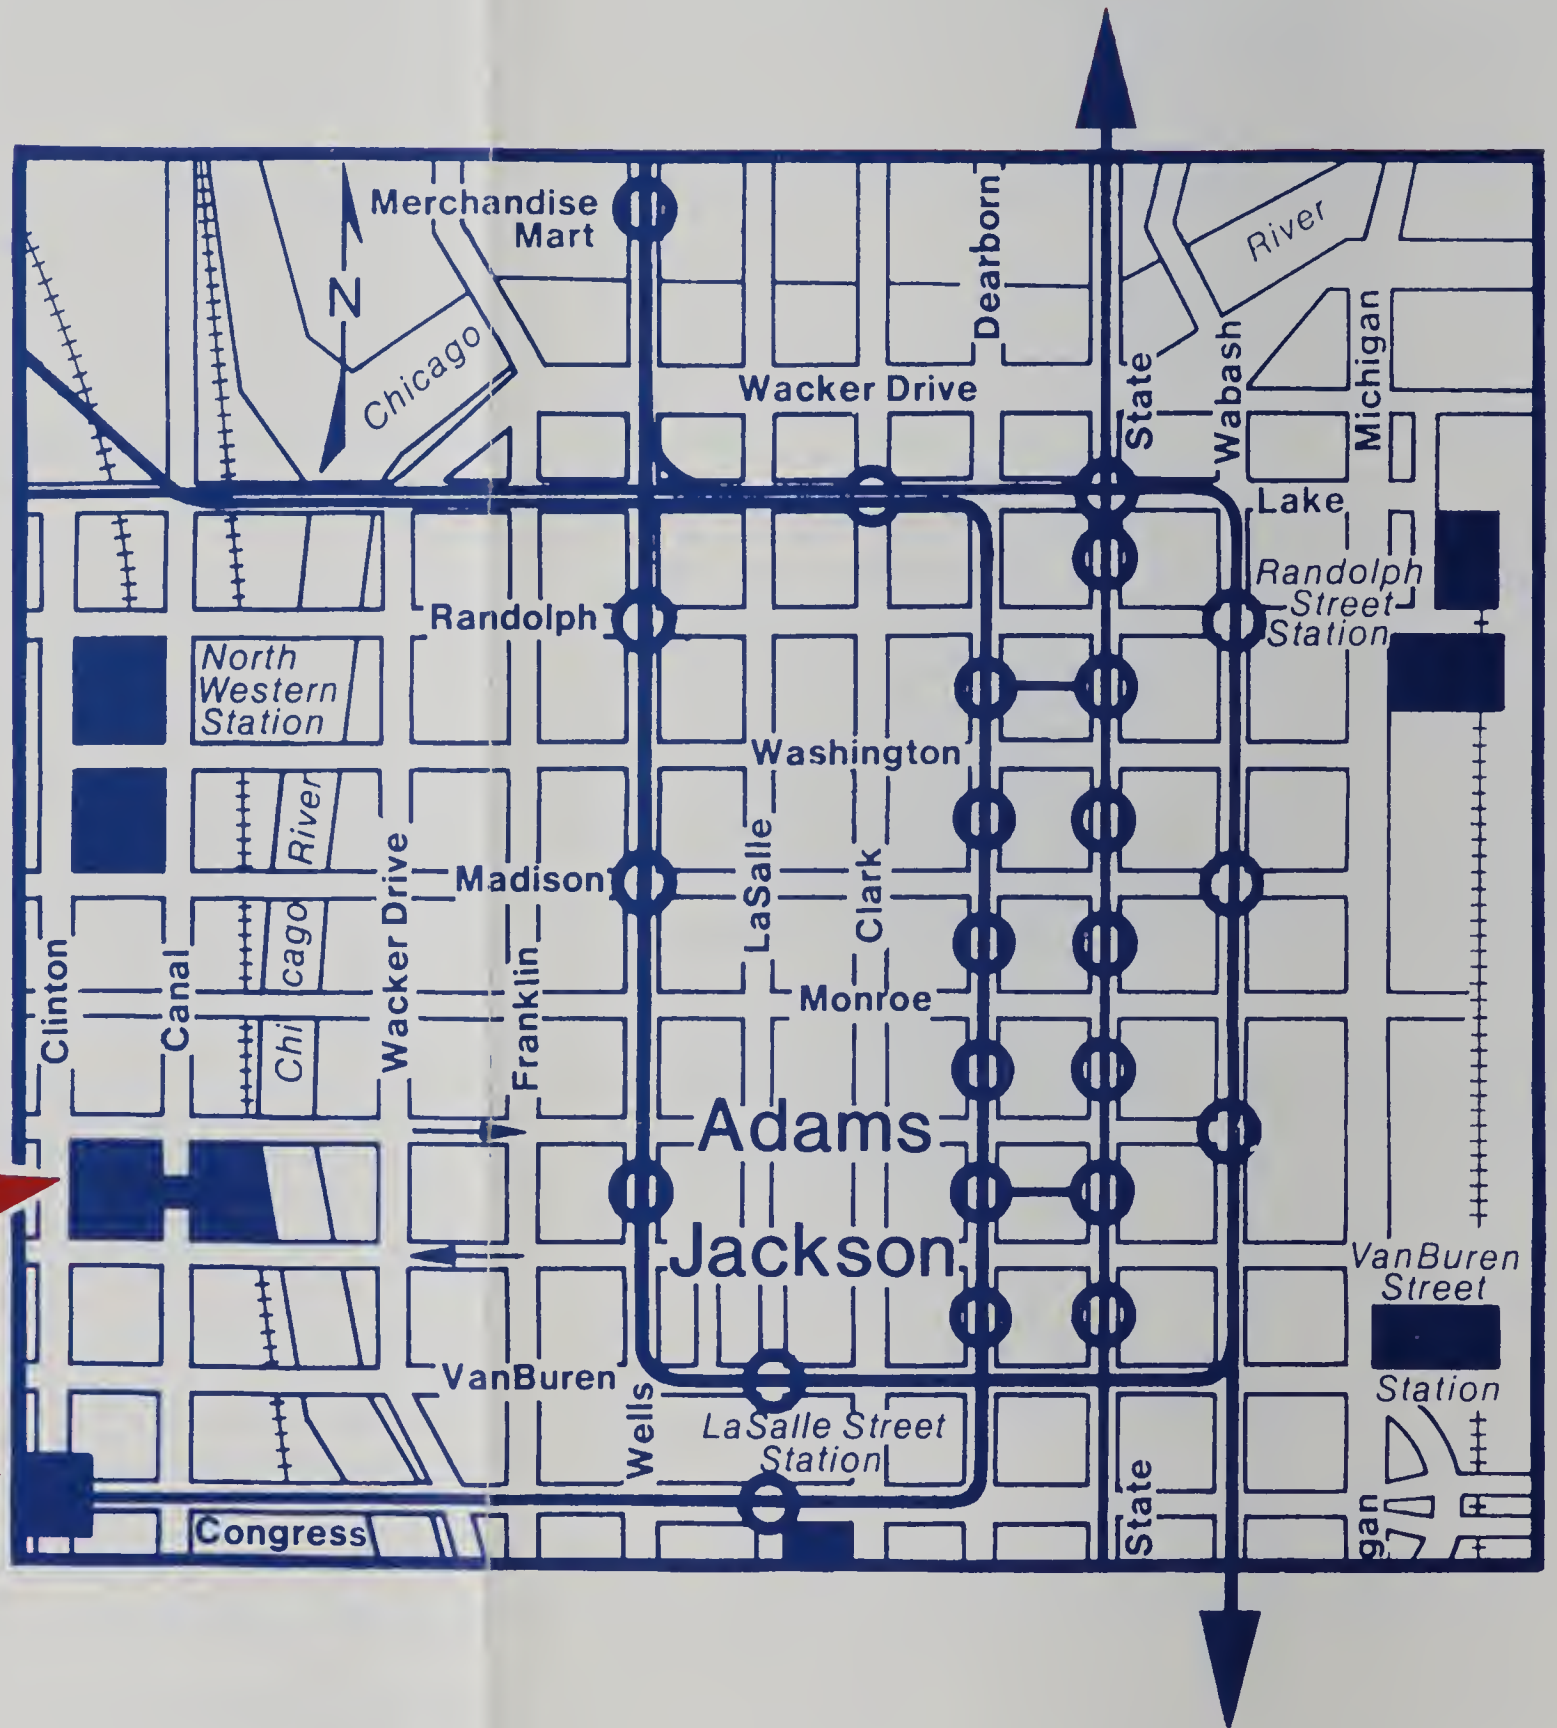 Merchandise
Mart
N
Dearborn
River
Chicago
Wacker Drive
State
Wabash
Michigan
Lake
Randolph
Randolph
Street
Station
North
Western
Station
Washington
River
Madison
Wacker Drive
LaSalle
Clark
cago
Clinton
Canal
Franklin
Monroe
Chi
Adams
Jackson
VanBuren
Street
Station
VanBuren
Wells
LaSalle Street
Station
State
gan
Congress